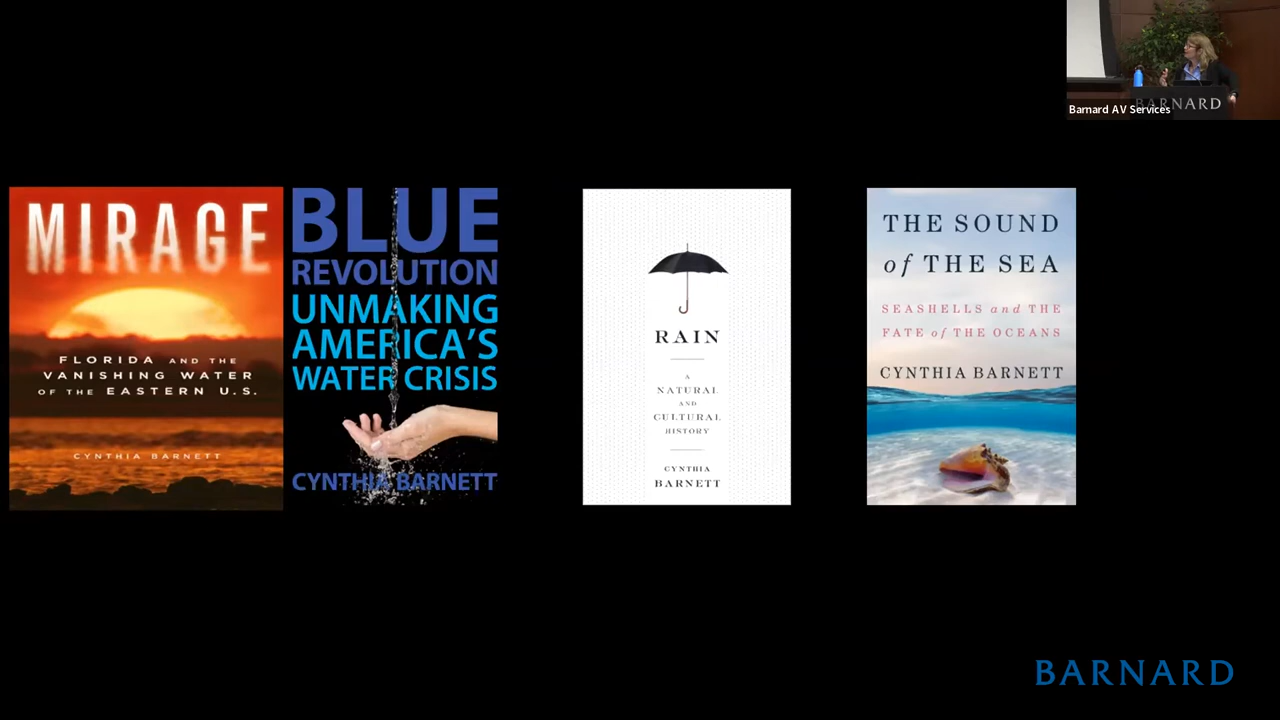 BARNARD
Barnard AV Services
MIRAGE
FLORIDA AND THE
VANISHING WATER
OF THE EASTERN U.S.
CYNTHIA BARNETT
BLUE
REVOLUTION
UNMAKING
AMERICA'S
WATER CRISIS
CYNTHIA BARNETT
RAIN
A
NATURAL
AND
CULTURAL
HISTORY
CYNTHIA
BARNETT
THE SOUND
of THE SEA
SEASHELLS and THE
FATE of THE OCEANS
CYNTHIA BARNETT
BARNARD